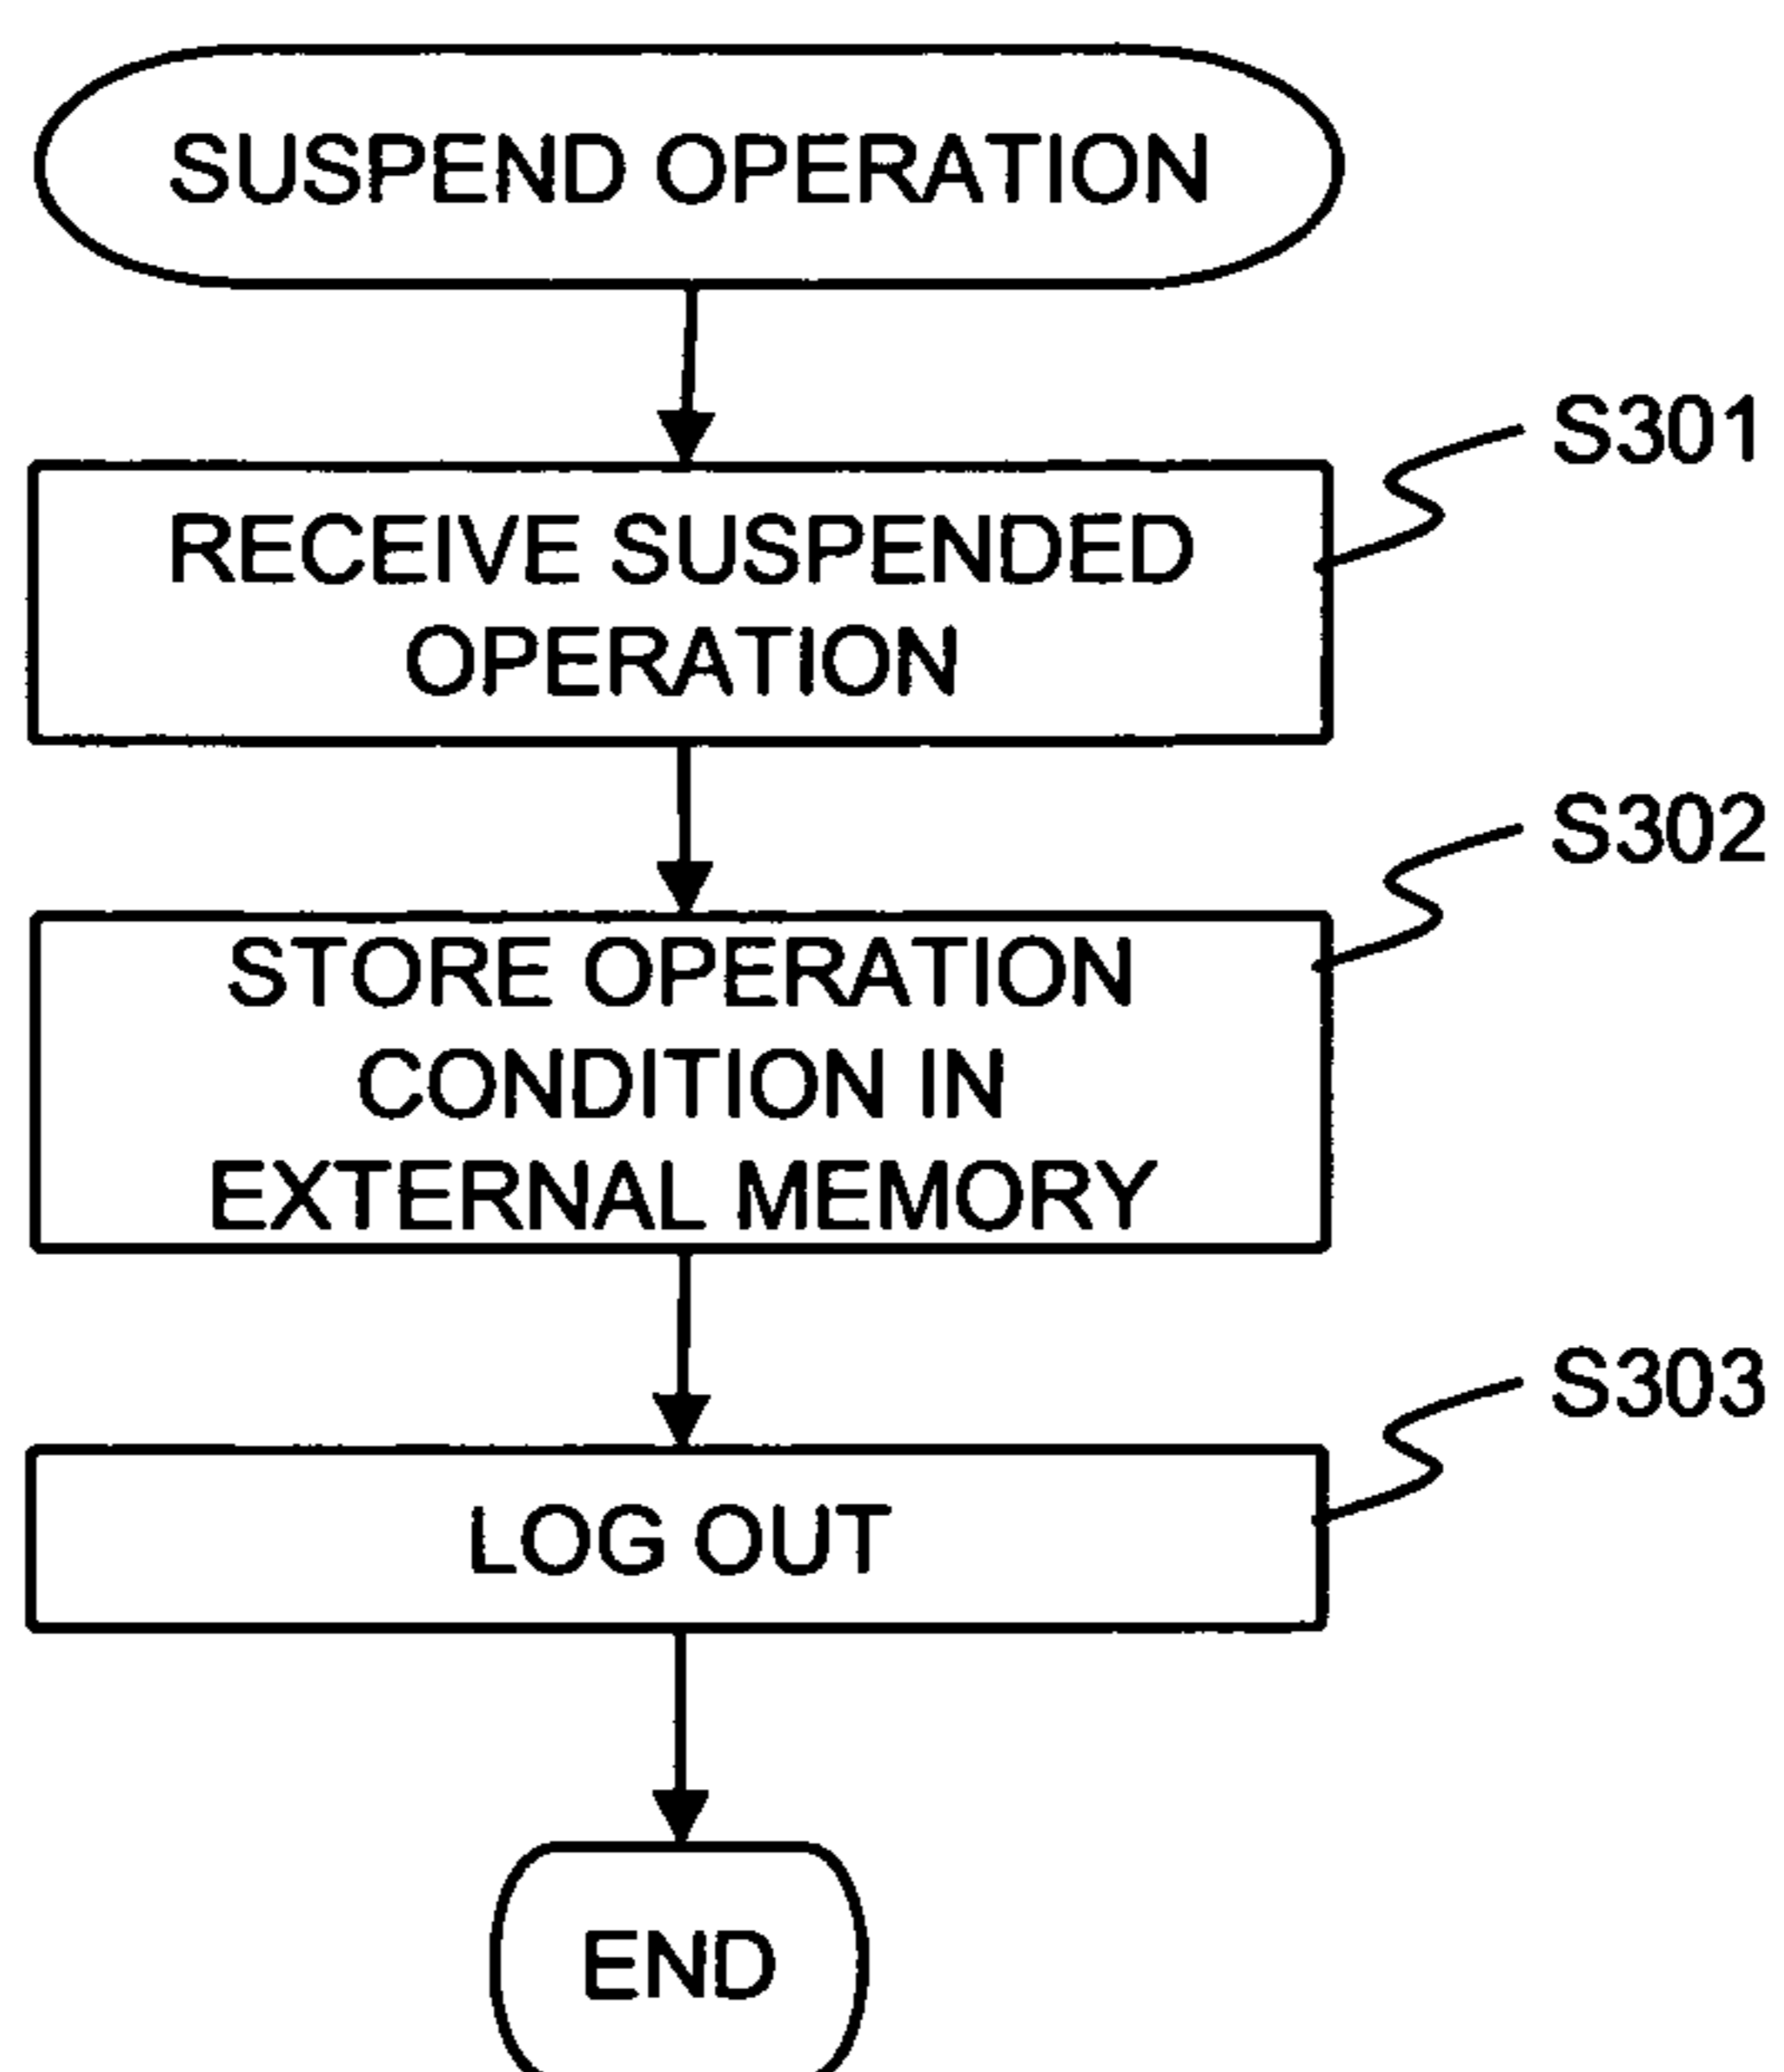 SUSPEND OPERATION
S301
RECEIVE SUSPENDED
OPERATION
S302
STORE OPERATION
CONDITION IN
EXTERNAL MEMORY
S303
LOG OUT
END